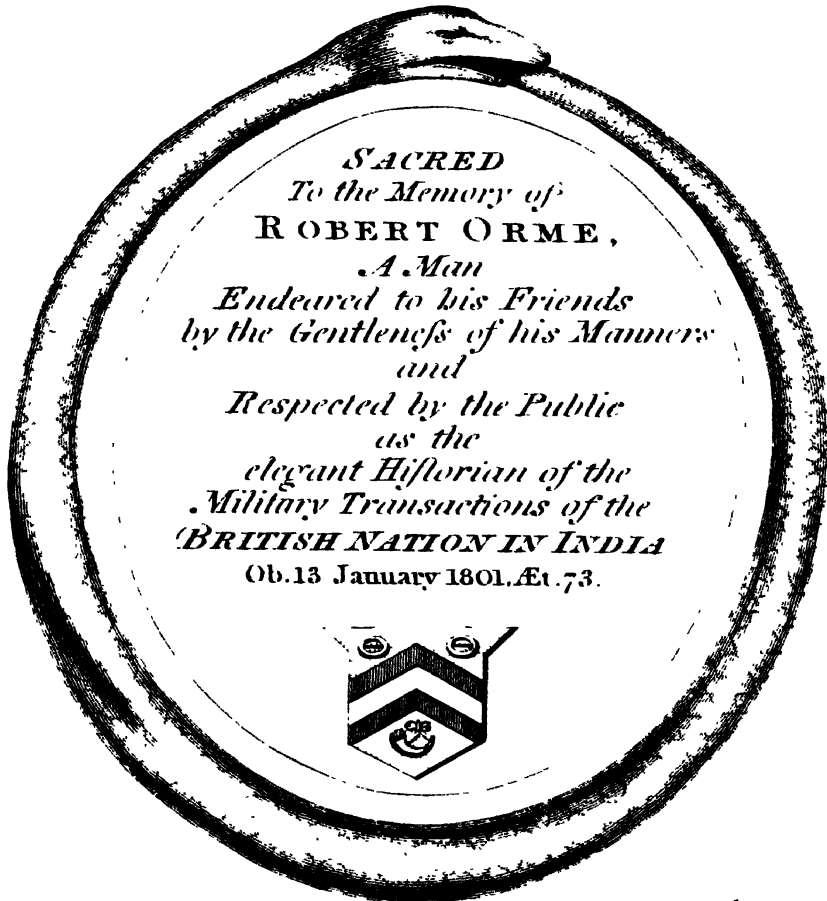 SACRED
To the Memory of
ROBERT ORME,
A Man
Endeared to his Friends
by the Gentleneſs of his Manners
and
Respected by the Public
as the
elegant Hiſtorian of the
Military Transactions of the
BRITISH NATION IN INDIA
Ob. 13 January 1801. Æt. 73.